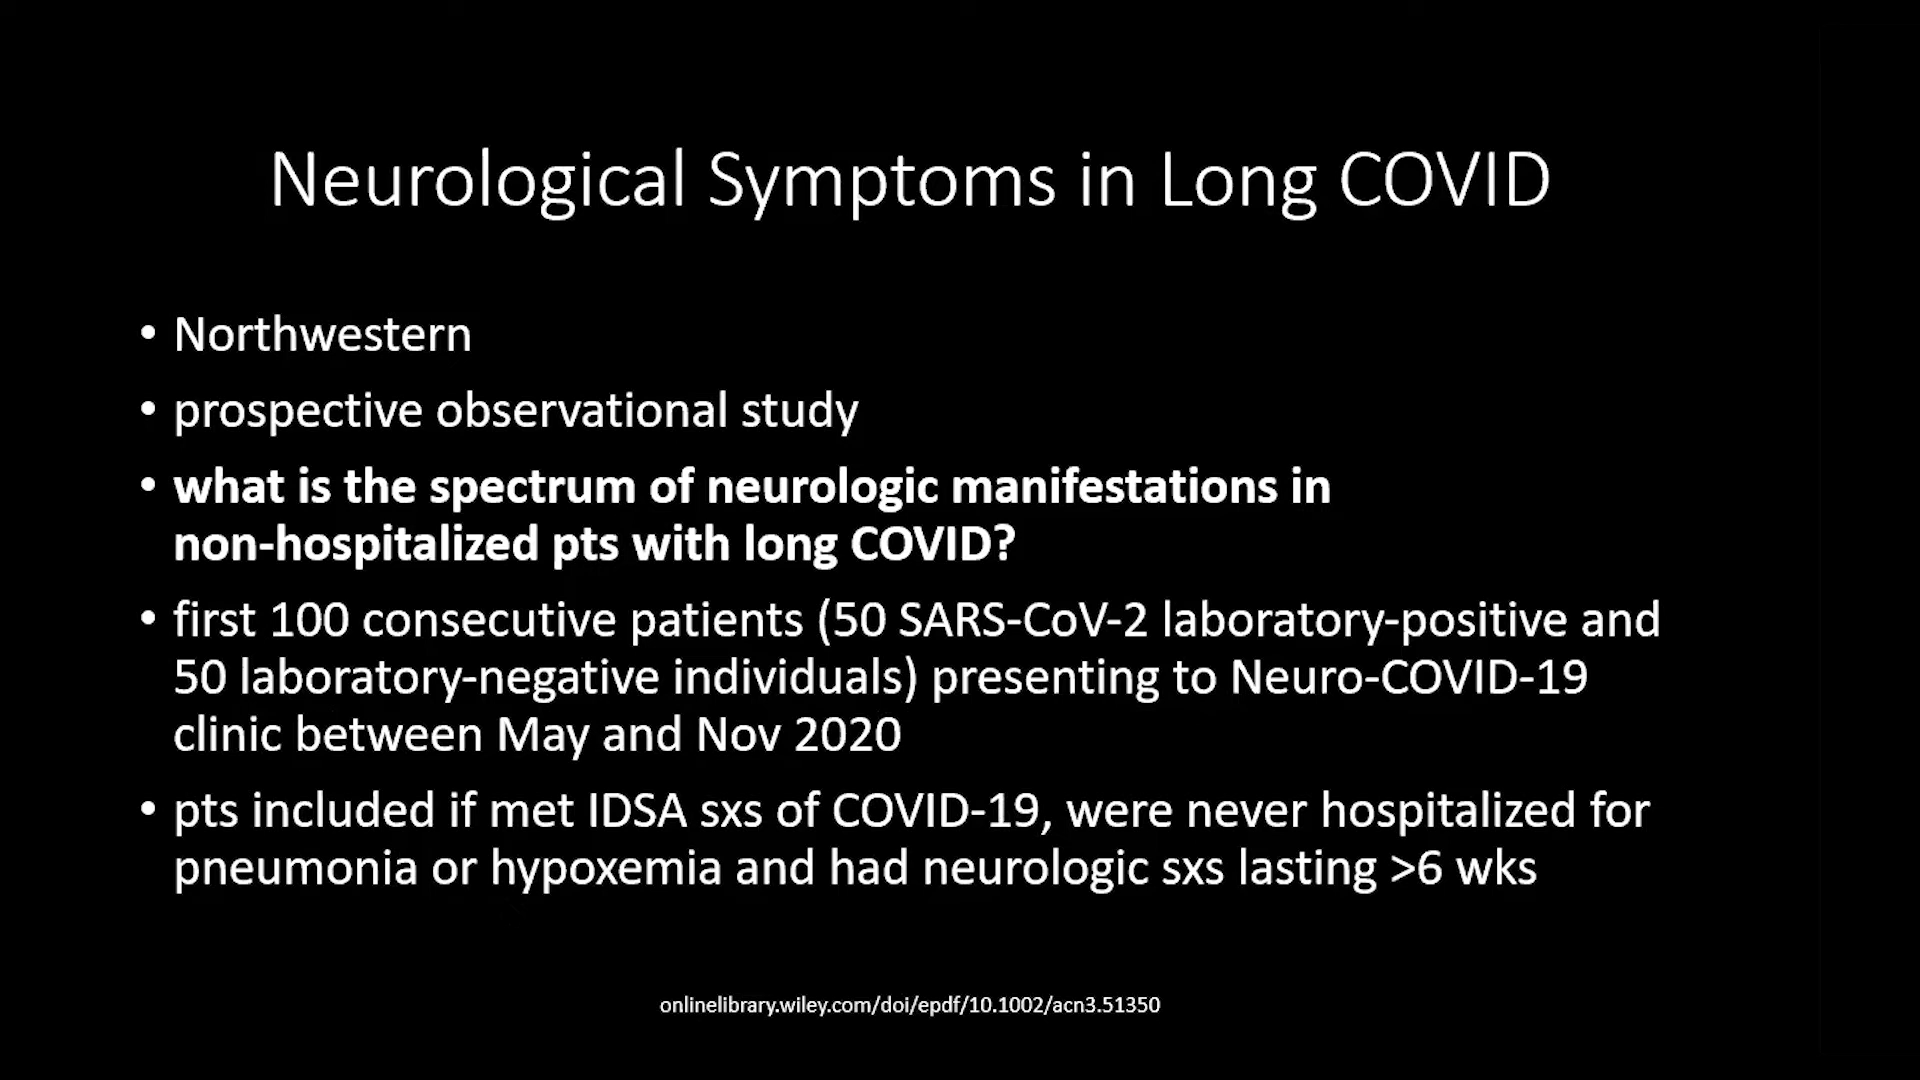 Neurological Symptoms in Long COVID
• Northwestern
• prospective observational study
• what is the spectrum of neurologic manifestations in
non-hospitalized pts with long COVID?
• first 100 consecutive patients (50 SARS-CoV-2 laboratory-positive and
50 laboratory-negative individuals) presenting to Neuro-COVID-19
clinic between May and Nov 2020
• pts included if met IDSA sxs of COVID-19, were never hospitalized for
pneumonia or hypoxemia and had neurologic sxs lasting >6 wks
onlinelibrary.wiley.com/doi/epdf/10.1002/acn3.51350